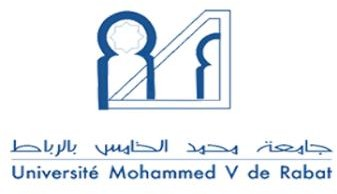 جامعة محمد الخامس بالرباط
Université Mohammed V de Rabat